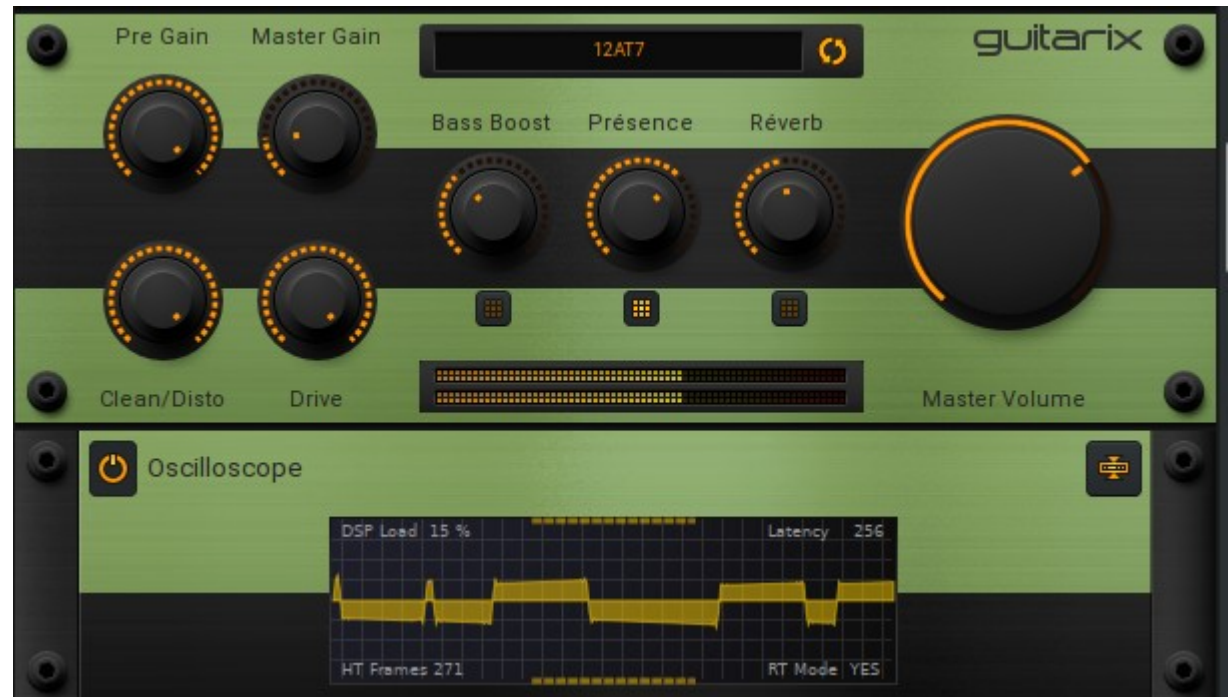 Pre Gain
Master Gain
12AT7
guitarix
Bass Boost
Présence
Réverb
Clean/Disto
Drive
Master Volume
Oscilloscope
DSP Load 15 %
Latency 256
HT Frames 271
RT Mode YES